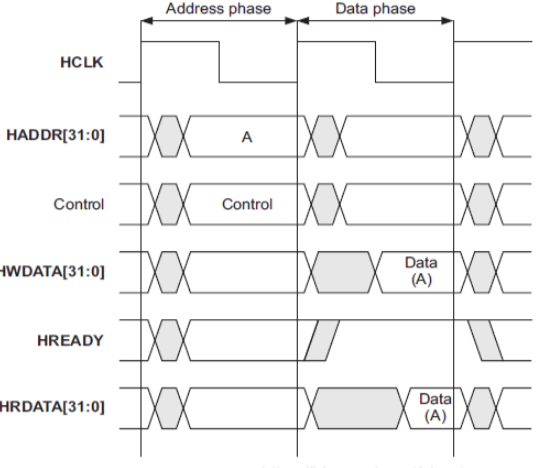 Address phase
Data phase
HCLK
HADDR[31:0]
A
Control
Control
HWDATA[31:0]
Data
(A)
HREADY
HRDATA[31:0]
Data
(A)